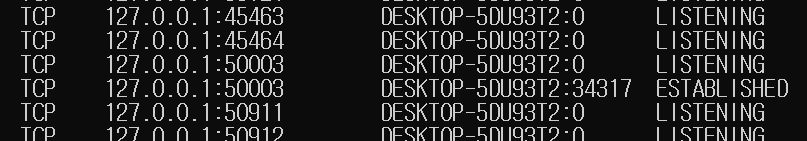 TCP 127.0.0.1:45463 DESKTOP-5DU93T2:0 LISTENING
TCP 127.0.0.1:45464 DESKTOP-5DU93T2:0 LISTENING
TCP 127.0.0.1:50003 DESKTOP-5DU93T2:0 LISTENING
TCP 127.0.0.1:50003 DESKTOP-5DU93T2:34317 ESTABLISHED
TCP 127.0.0.1:50911 DESKTOP-5DU93T2:0 LISTENING
TCP 127.0.0.1:50912 DESKTOP-5DU93T2:0 LISTENING